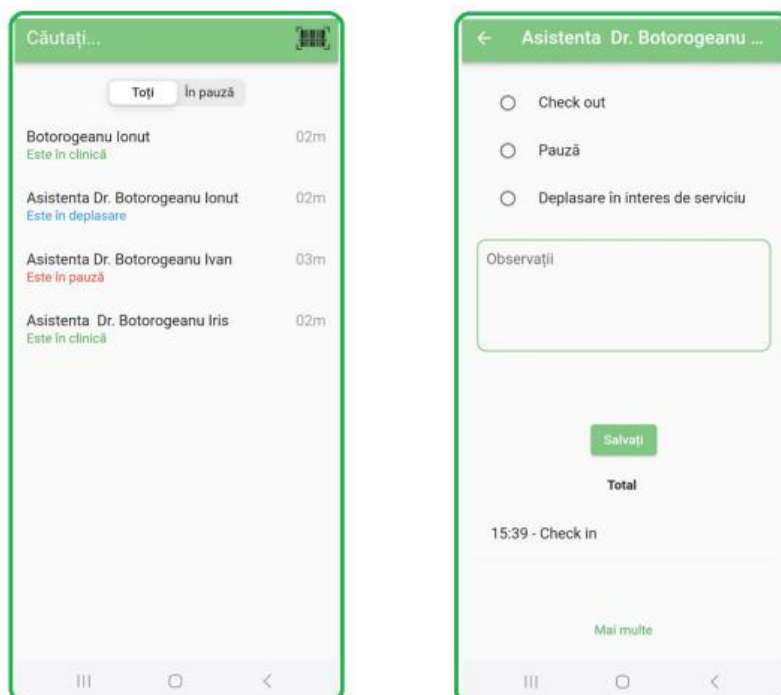 Căutați...
Toți
În pauză
Botorogeanu Ionut
02m
Este în clinică
Asistenta Dr. Botorogeanu Ionut
02m
Este în deplasare
Asistenta Dr. Botorogeanu Ivan
03m
Este în pauză
Asistenta Dr. Botorogeanu Iris
02m
Este în clinică
Asistenta Dr. Botorogeanu ...
Check out
Pauză
Deplasare în interes de serviciu
Observații
Salvați
Total
15:39 - Check in
Mai multe